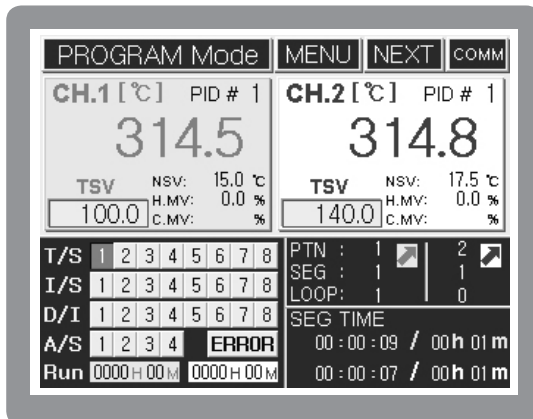 PROGRAM Mode MENU NEXT COMM
CH.1 [℃] PID # 1
314.5
TSV NSV: 15.0 ℃
H.MV: 0.0 %
100.0 C.MV: %
CH.2 [℃] PID # 1
314.8
TSV NSV: 17.5 ℃
H.MV: 0.0 %
140.0 C.MV: %
T/S 1 2 3 4 5 6 7 8
I/S 1 2 3 4 5 6 7 8
D/I 1 2 3 4 5 6 7 8
A/S 1 2 3 4 ERROR
Run 0000 H 00 M 0000 H 00 M
PTN : 1 2
SEG : 1 1
LOOP: 1 0
SEG TIME
00 : 00 : 09 / 00 h 01 m
00 : 00 : 07 / 00 h 01 m